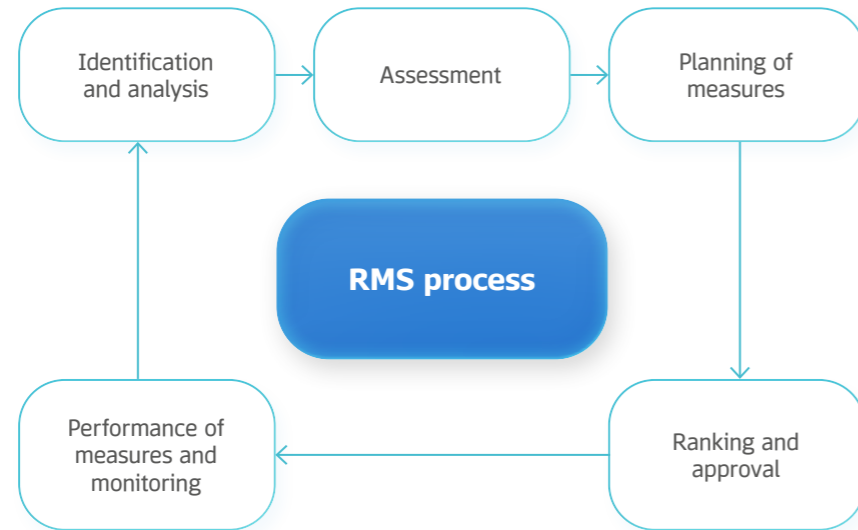 Identification
and analysis
Assessment
Planning of
measures
RMS process
Performance of
measures and
monitoring
Ranking and
approval